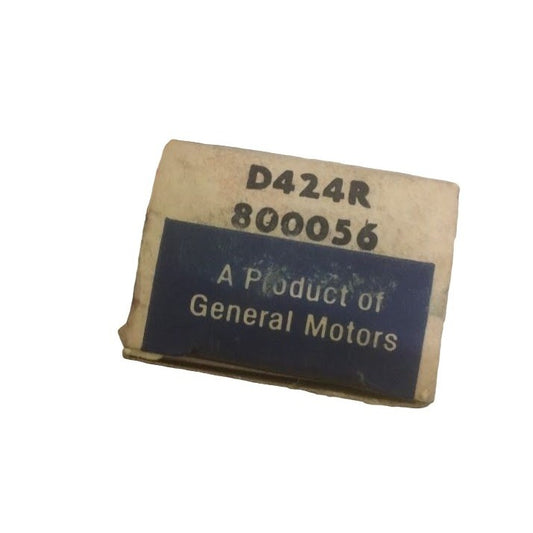 D424R
800056
A Product of
General Motors